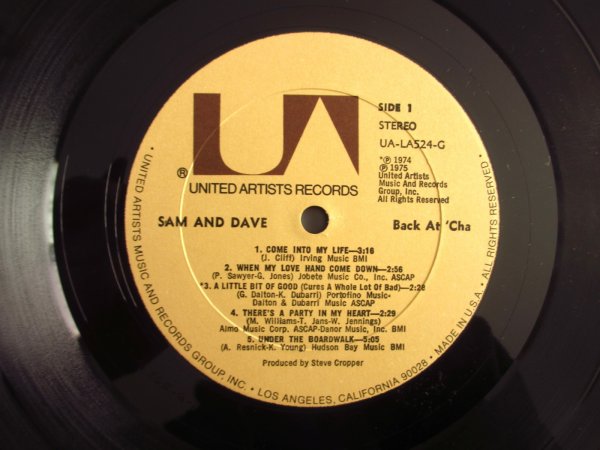 UA
®
UNITED ARTISTS RECORDS
SIDE 1
STEREO
UA-LA524-G
*℗ 1974
℗ 1975
United Artists
Music And Records
Group, Inc.
All Rights Reserved
SAM AND DAVE
Back At 'Cha
1. COME INTO MY LIFE—3:16
(J. Cliff) Irving Music BMI
2. WHEN MY LOVE HAND COME DOWN—2:56
(P. Sawyer-G. Jones) Jobete Music Co., Inc. ASCAP
*3. A LITTLE BIT OF GOOD (Cures A Whole Lot Of Bad)—2:28
(G. Dalton-K. Dubarri) Portofino Music-
Dalton & Dubarri Music ASCAP
4. THERE'S A PARTY IN MY HEART—2:29
(M. Williams-T. Jans-W. Jennings)
Almo Music Corp. ASCAP-Danor Music, Inc. BMI
5. UNDER THE BOARDWALK—5:05
(A. Resnick-K. Young) Hudson Bay Music BMI
Produced by Steve Cropper
• UNITED ARTISTS MUSIC AND RECORDS GROUP, INC. • LOS ANGELES, CALIFORNIA 90028 • MADE IN U.S.A. • ALL RIGHTS RESERVED •